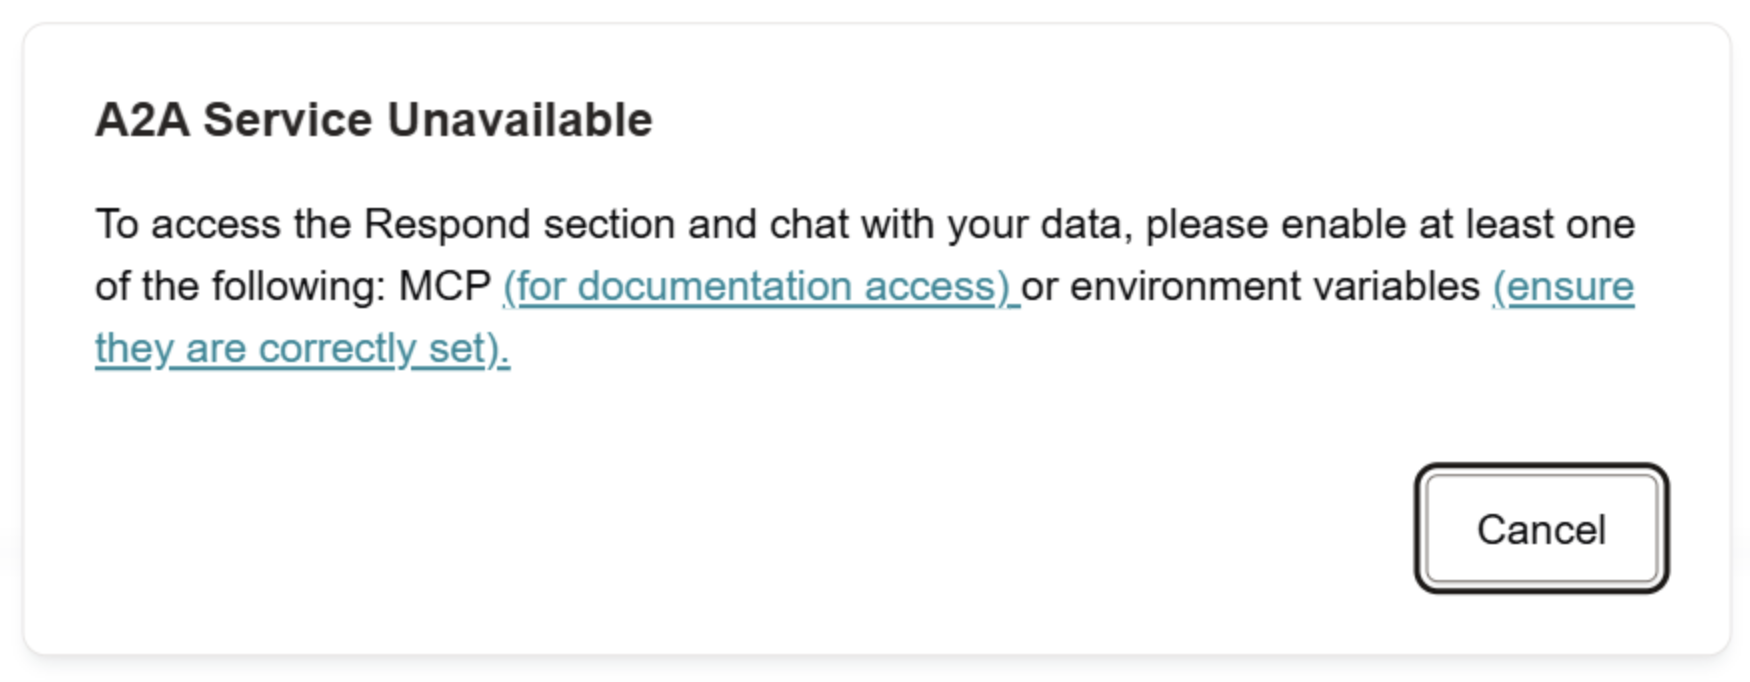 A2A Service Unavailable
To access the Respond section and chat with your data, please enable at least one
of the following: MCP (for documentation access) or environment variables (ensure
they are correctly set).
Cancel